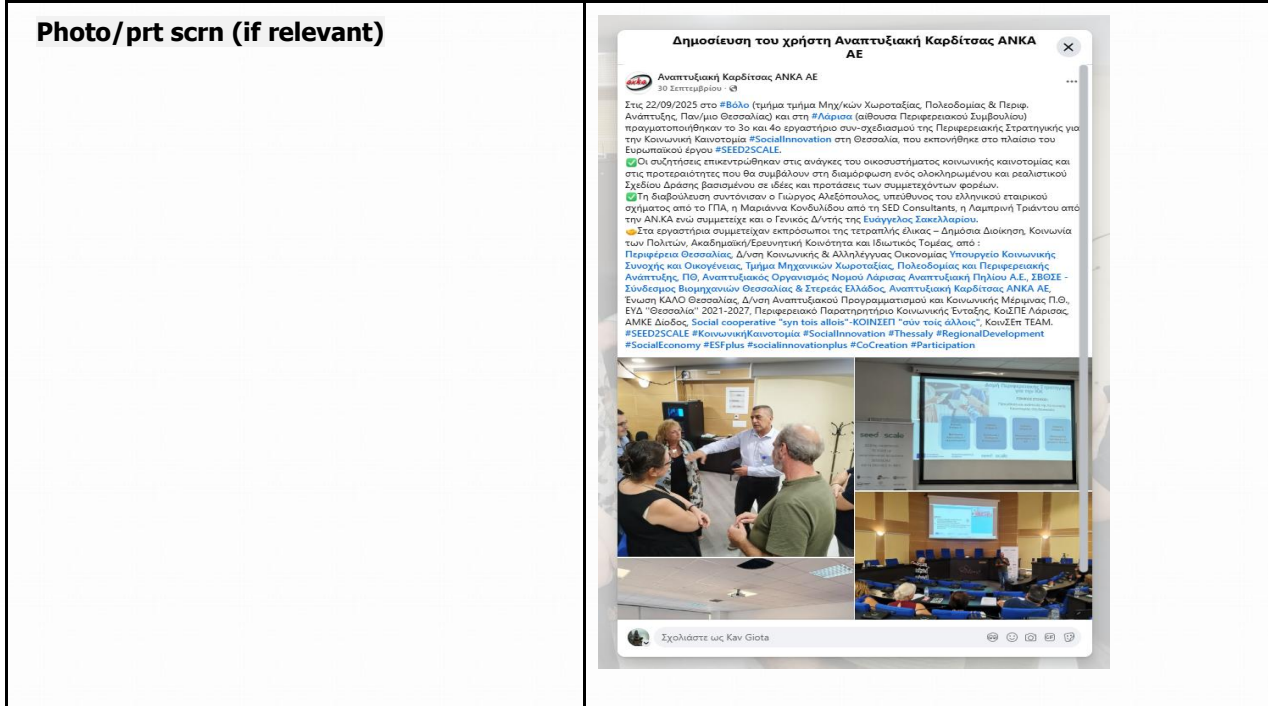 Photo/prt scrn (if relevant)
Δημοσίευση του χρήστη Αναπτυξιακή Καρδίτσας ΑΝΚΑ
ΑΕ
Αναπτυξιακή Καρδίτσας ΑΝΚΑ ΑΕ
30 Σεπτεμβρίου ·
Στις 22/09/2025 στο #Βόλο (τμήμα τμήμα Μηχ/κών Χωροταξίας, Πολεοδομίας & Περιφ.
Ανάπτυξης, Παν/μιο Θεσσαλίας) και στη #Λάρισα (αίθουσα Περιφερειακού Συμβουλίου)
πραγματοποιήθηκαν το 3ο και 4ο εργαστήριο συν-σχεδιασμού της Περιφερειακής Στρατηγικής για
την Κοινωνική Καινοτομία #SocialInnovation στη Θεσσαλία, που εκπονήθηκε στο πλαίσιο του
Ευρωπαϊκού έργου #SEED2SCALE.
✅Οι συζητήσεις επικεντρώθηκαν στις ανάγκες του οικοσυστήματος κοινωνικής καινοτομίας και
στις προτεραιότητες που θα συμβάλουν στη διαμόρφωση ενός ολοκληρωμένου και ρεαλιστικού
Σχεδίου Δράσης βασισμένου σε ιδέες και προτάσεις των συμμετεχόντων φορέων.
✅Τη διαβούλευση συντόνισαν ο Γιώργος Αλεξόπουλος, υπεύθυνος του ελληνικού εταιρικού
σχήματος από το ΓΠΑ, η Μαριάννα Κονδυλίδου από τη SED Consultants, η Λαμπρινή Τριάντου από
την ΑΝ.ΚΑ ενώ συμμετείχε και ο Γενικός Δ/ντής της Ευάγγελος Σακελλαρίου.
Στα εργαστήρια συμμετείχαν εκπρόσωποι της τετραπλής έλικας – Δημόσια Διοίκηση, Κοινωνία
των Πολιτών, Ακαδημαϊκή/Ερευνητική Κοινότητα και Ιδιωτικός Τομέας, από :
Περιφέρεια Θεσσαλίας, Δ/νση Κοινωνικής & Αλληλέγγυας Οικονομίας Υπουργείο Κοινωνικής
Συνοχής και Οικογένειας, Τμήμα Μηχανικών Χωροταξίας, Πολεοδομίας και Περιφερειακής
Ανάπτυξης, ΠΘ, Αναπτυξιακός Οργανισμός Νομού Λάρισας Αναπτυξιακή Πηλίου Α.Ε., ΣΒΘΣΕ -
Σύνδεσμος Βιομηχανιών Θεσσαλίας & Στερεάς Ελλάδος, Αναπτυξιακή Καρδίτσας ΑΝΚΑ ΑΕ,
Ένωση ΚΑΛΟ Θεσσαλίας, Δ/νση Αναπτυξιακού Προγραμματισμού και Κοινωνικής Μέριμνας Π.Θ.,
ΕΥΔ "Θεσσαλία" 2021-2027, Περιφερειακό Παρατηρητήριο Κοινωνικής Ένταξης, ΚοιΣΠΕ Λάρισας,
ΑΜΚΕ Δίοδος, Social cooperative "syn tois allois"-ΚΟΙΝΣΕΠ "σύν τοίς άλλοις", ΚοινΣΕπ TEAM.
#SEED2SCALE #ΚοινωνικήΚαινοτομία #SocialInnovation #Thessaly #RegionalDevelopment
#SocialEconomy #ESFplus #socialinnovationplus #CoCreation #Participation
seed scale
Σχολιάστε ως Kav Giota